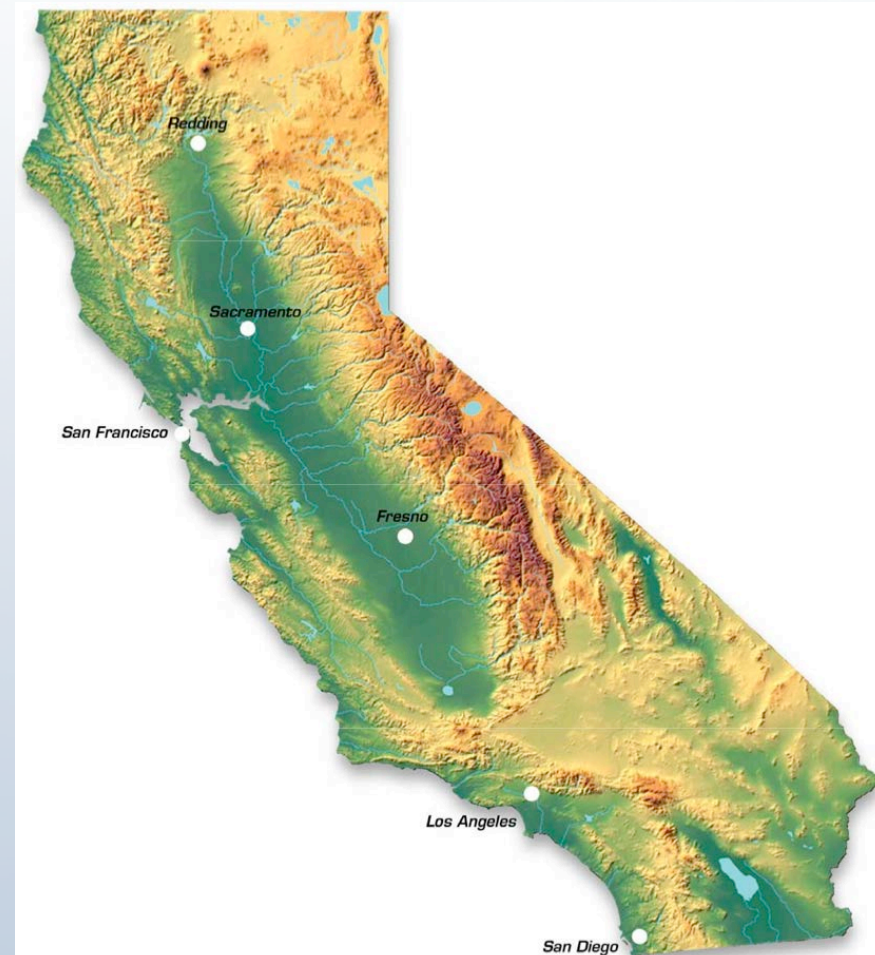 Redding
Sacramento
San Francisco
Fresno
Los Angeles
San Diego